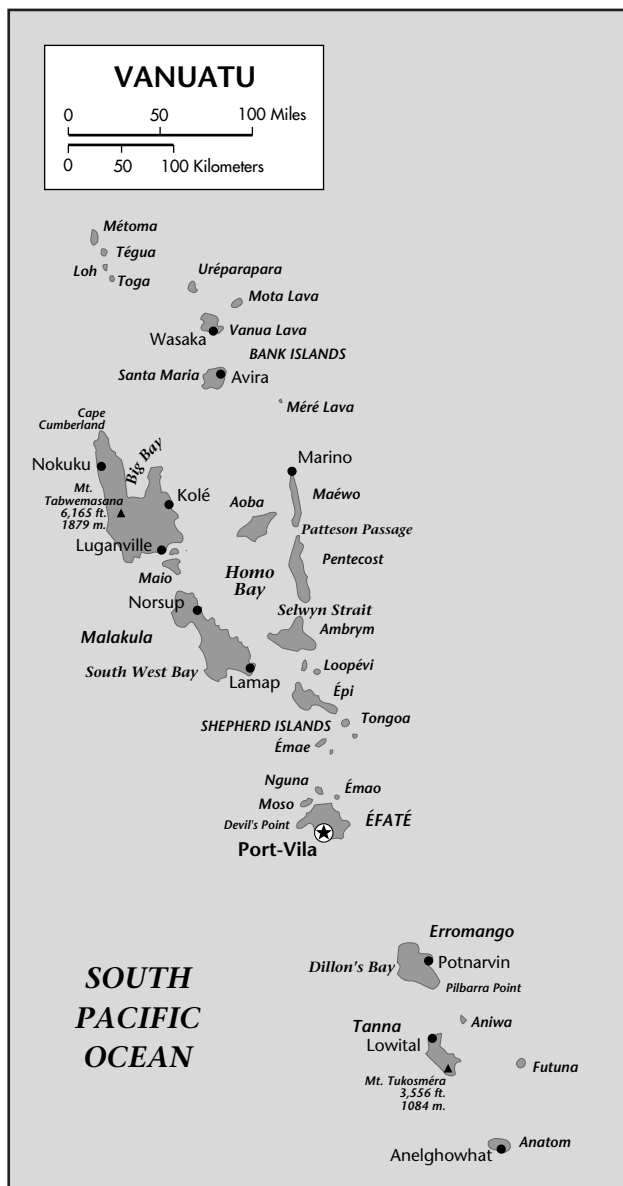 VANUATU
0 50 100 Miles
0 50 100 Kilometers
Métoma
Tégua
Loh
Toga
Uréparapara
Mota Lava
Vanua Lava
Wasaka
BANK ISLANDS
Santa Maria
Avira
Méré Lava
Cape
Cumberland
Nokuku
Big Bay
Marino
Mt.
Tabwemasana
6,165 ft.
1879 m.
Kolé
Aoba
Maéwo
Patteson Passage
Luganville
Maio
Homo
Bay
Pentecost
Norsup
Selwyn Strait
Malakula
Ambrym
South West Bay
Lamap
Loopévi
Épi
SHEPHERD ISLANDS
Tongoa
Émae
Nguna
Émao
Moso
Devil's Point
ÉFATÉ
Port-Vila
Erromango
Dillon's Bay
Potnarvin
Pilbarra Point
SOUTH
PACIFIC
OCEAN
Tanna
Aniwa
Lowital
Futuna
Mt. Tukosméra
3,556 ft.
1084 m.
Anatom
Anelghowhat